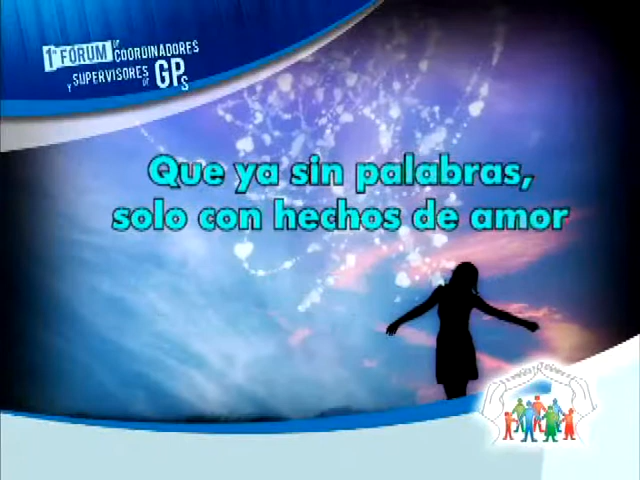 1º FÓRUM DE COORDINADORES
y SUPERVISORES DE GPs
Que ya sin palabras,
solo con hechos de amor